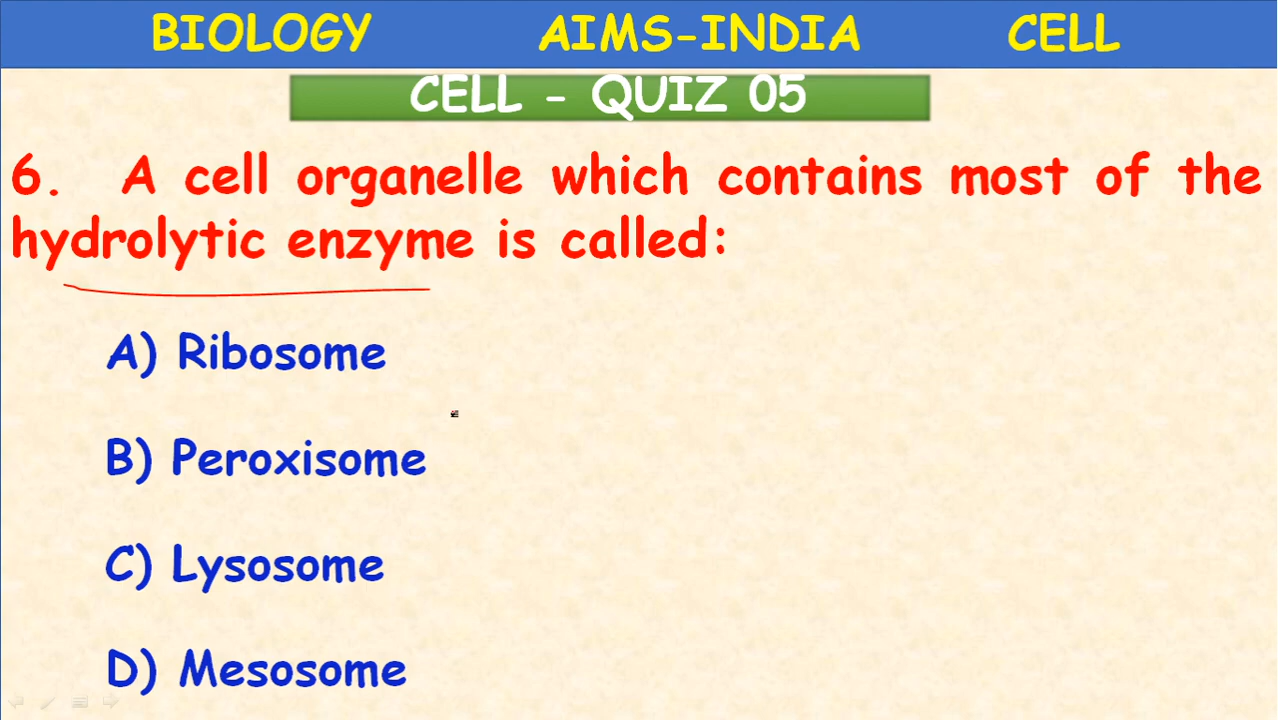 BIOLOGY AIMS-INDIA CELL
CELL - QUIZ 05
6. A cell organelle which contains most of the
hydrolytic enzyme is called:
A) Ribosome
B) Peroxisome
C) Lysosome
D) Mesosome